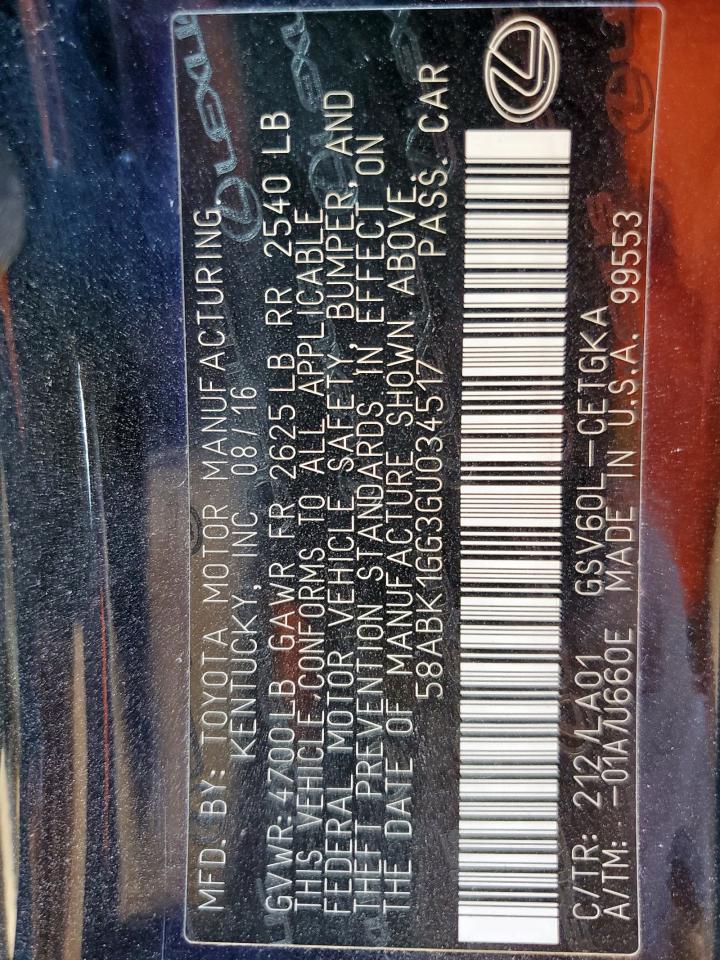 MFD. BY: TOYOTA MOTOR MANUFACTURING,
KENTUCKY, INC 08/16
GVWR: 4700LB GAWR FR 2625 LB RR 2540 LB
THIS VEHICLE CONFORMS TO ALL APPLICABLE
FEDERAL MOTOR VEHICLE SAFETY, BUMPER, AND
THEFT PREVENTION STANDARDS IN EFFECT ON
THE DATE OF MANUFACTURE SHOWN ABOVE.
58ABK1GG3GU034517 PASS. CAR
C/TR: 212/LA01 GSV60L-CETGKA
A/TM: -01A/U660E MADE IN U.S.A. 99553
LEXUS